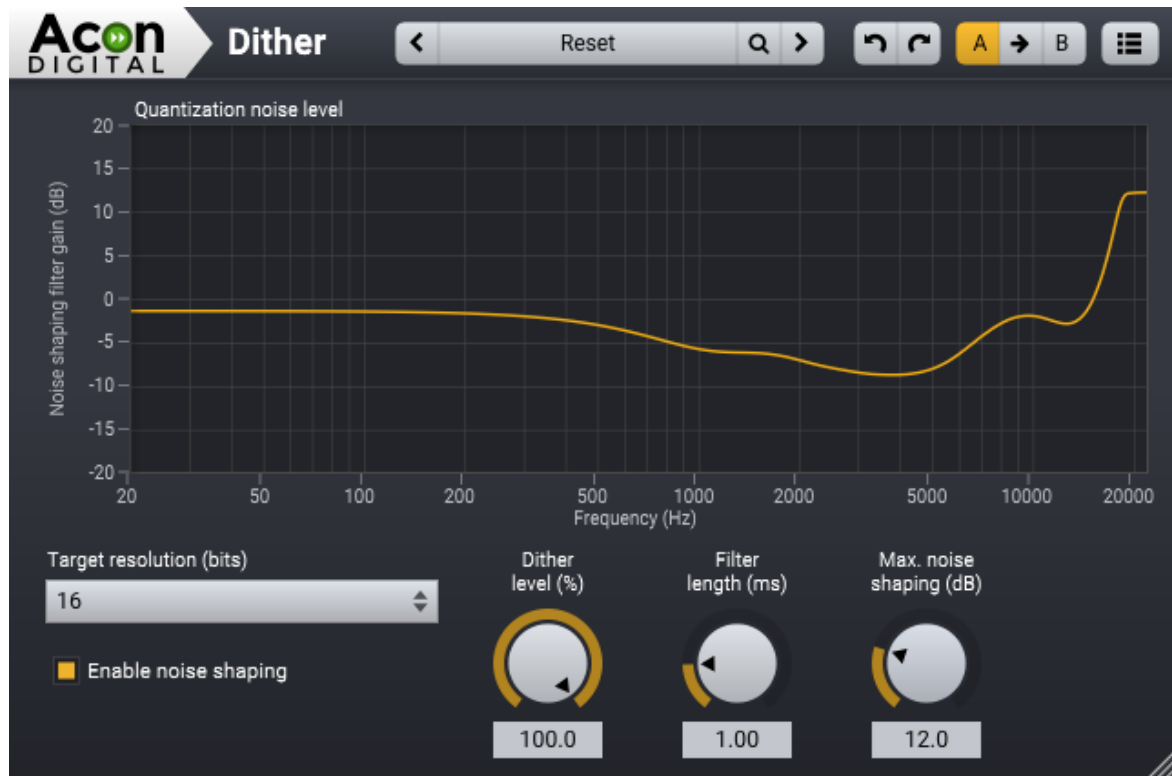 Acon
DIGITAL
Dither
Reset
A
B
Quantization noise level
Noise shaping filter gain (dB)
20
15
10
5
0
-5
-10
-15
-20
20 50 100 200 500 1000 2000 5000 10000 20000
Frequency (Hz)
Target resolution (bits)
16
Enable noise shaping
Dither
level (%)
100.0
Filter
length (ms)
1.00
Max. noise
shaping (dB)
12.0